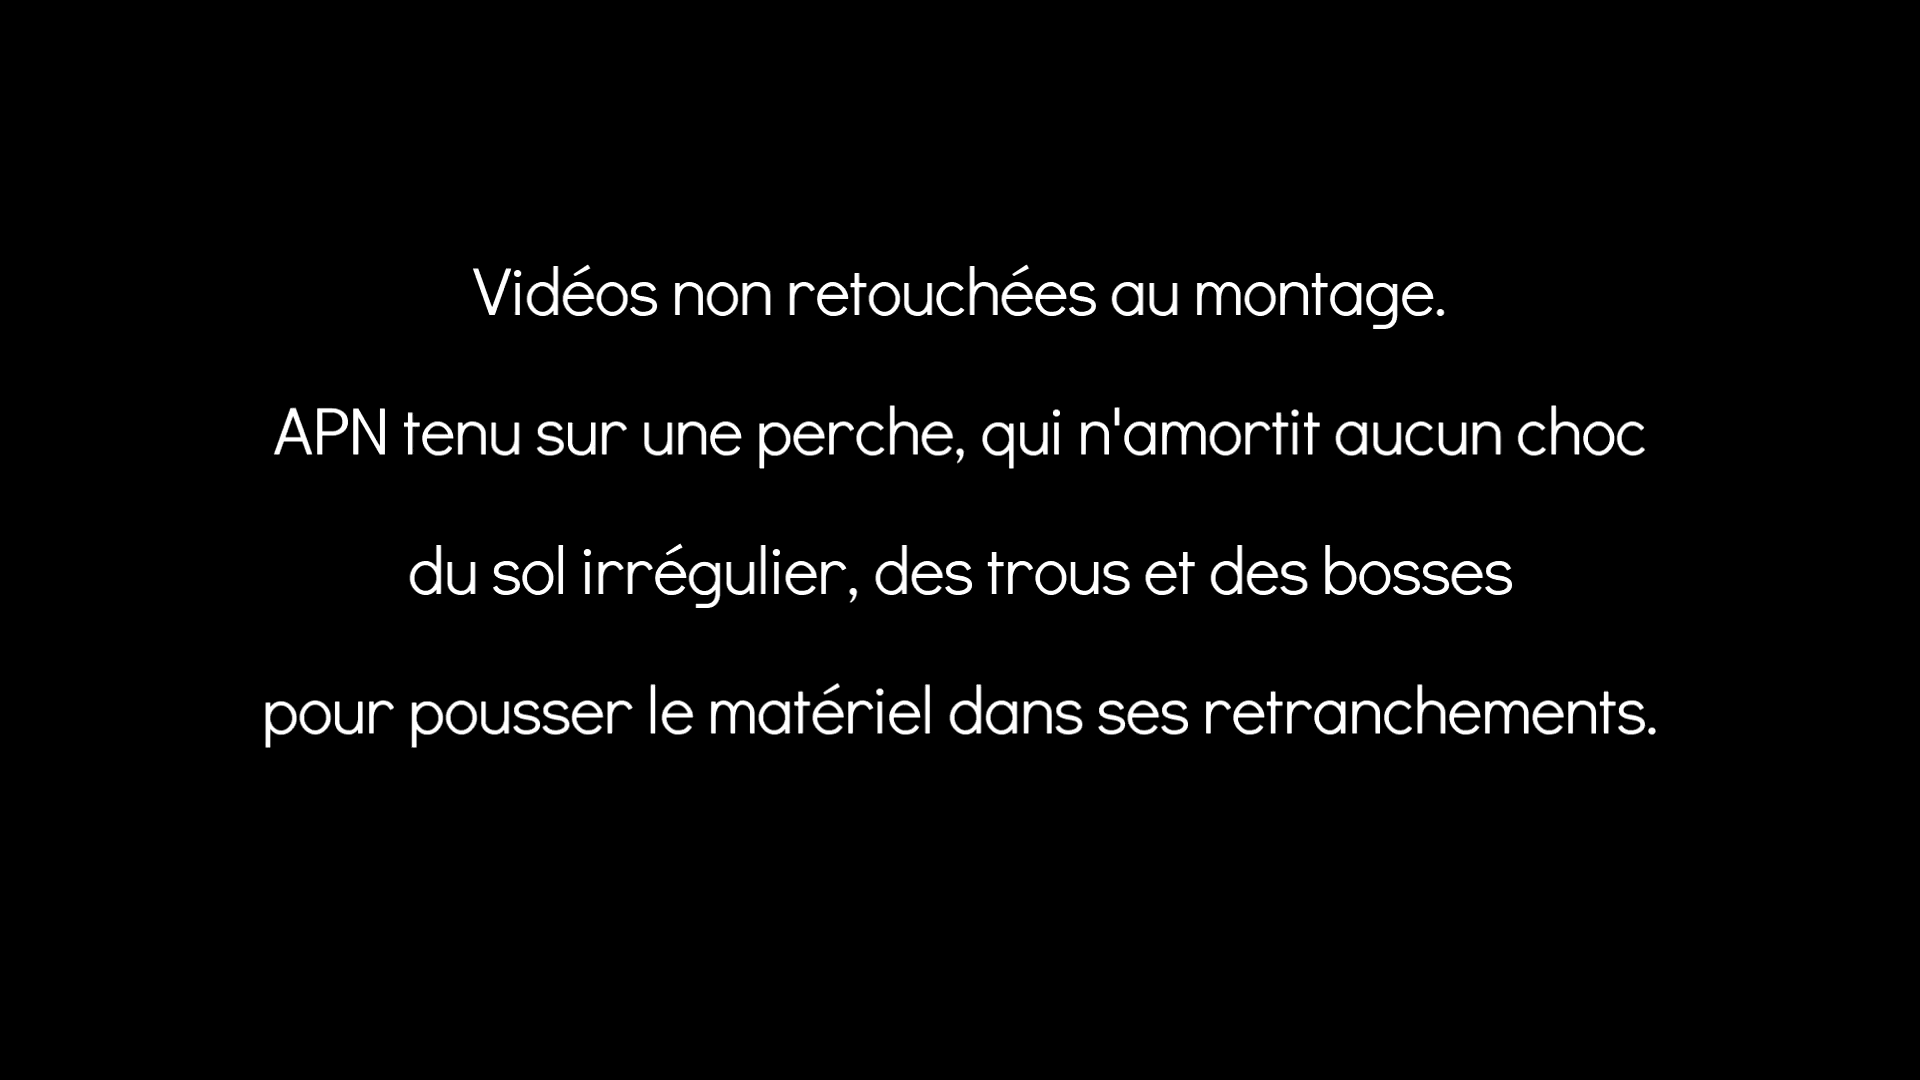 Vidéos non retouchées au montage.
APN tenu sur une perche, qui n'amortit aucun choc
du sol irrégulier, des trous et des bosses
pour pousser le matériel dans ses retranchements.